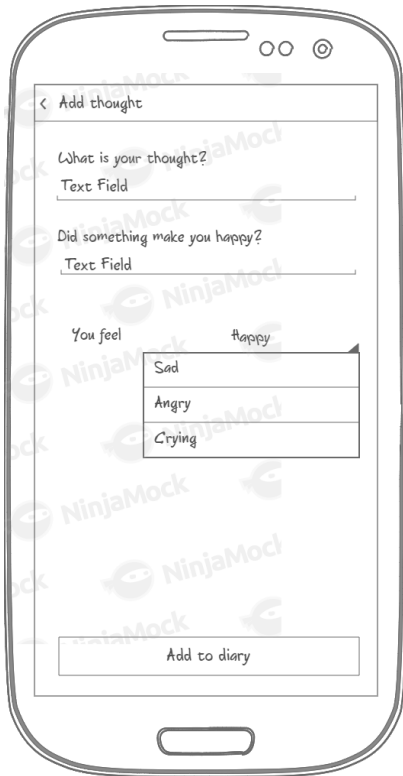 < Add thought
What is your thought?
Text Field
Did something make you happy?
Text Field
You feel Happy
Sad
Angry
Crying
Add to diary
NinjaMock